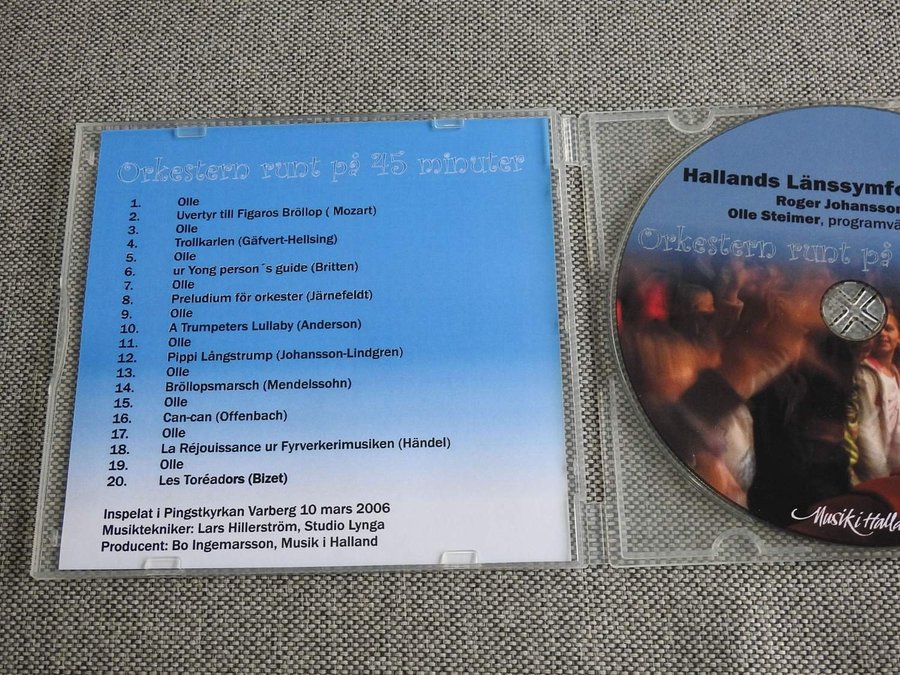 Orkestern runt på 45 minuter
1. Olle
2. Uvertyr till Figaros Bröllop ( Mozart)
3. Olle
4. Trollkarlen (Gäfvert-Hellsing)
5. Olle
6. ur Yong person´s guide (Britten)
7. Olle
8. Preludium för orkester (Järnefeldt)
9. Olle
10. A Trumpeters Lullaby (Anderson)
11. Olle
12. Pippi Långstrump (Johansson-Lindgren)
13. Olle
14. Bröllopsmarsch (Mendelssohn)
15. Olle
16. Can-can (Offenbach)
17. Olle
18. La Réjouissance ur Fyrverkerimusiken (Händel)
19. Olle
20. Les Toréadors (Bizet)
Inspelat i Pingstkyrkan Varberg 10 mars 2006
Musiktekniker: Lars Hillerström, Studio Lynga
Producent: Bo Ingemarsson, Musik i Halland
Hallands Länssymfo
Roger Johansson
Olle Steimer, programvä
Orkestern runt på
Musik i Halla